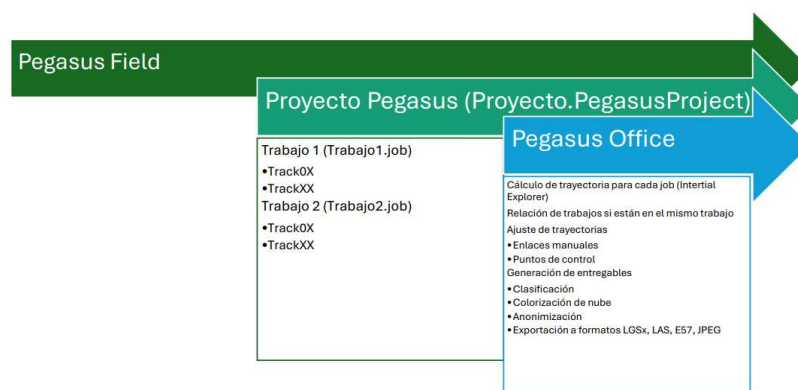 Pegasus Field
Proyecto Pegasus (Proyecto.PegasusProject)
Trabajo 1 (Trabajo1.job)
•Track0X
•TrackXX
Trabajo 2 (Trabajo2.job)
•Track0X
•TrackXX
Pegasus Office
Cálculo de trayectoria para cada job (Intertial
Explorer)
Relación de trabajos si están en el mismo trabajo
Ajuste de trayectorias
•Enlaces manuales
•Puntos de control
Generación de entregables
•Clasificación
•Colorización de nube
•Anonimización
•Exportación a formatos LGSx, LAS, E57, JPEG